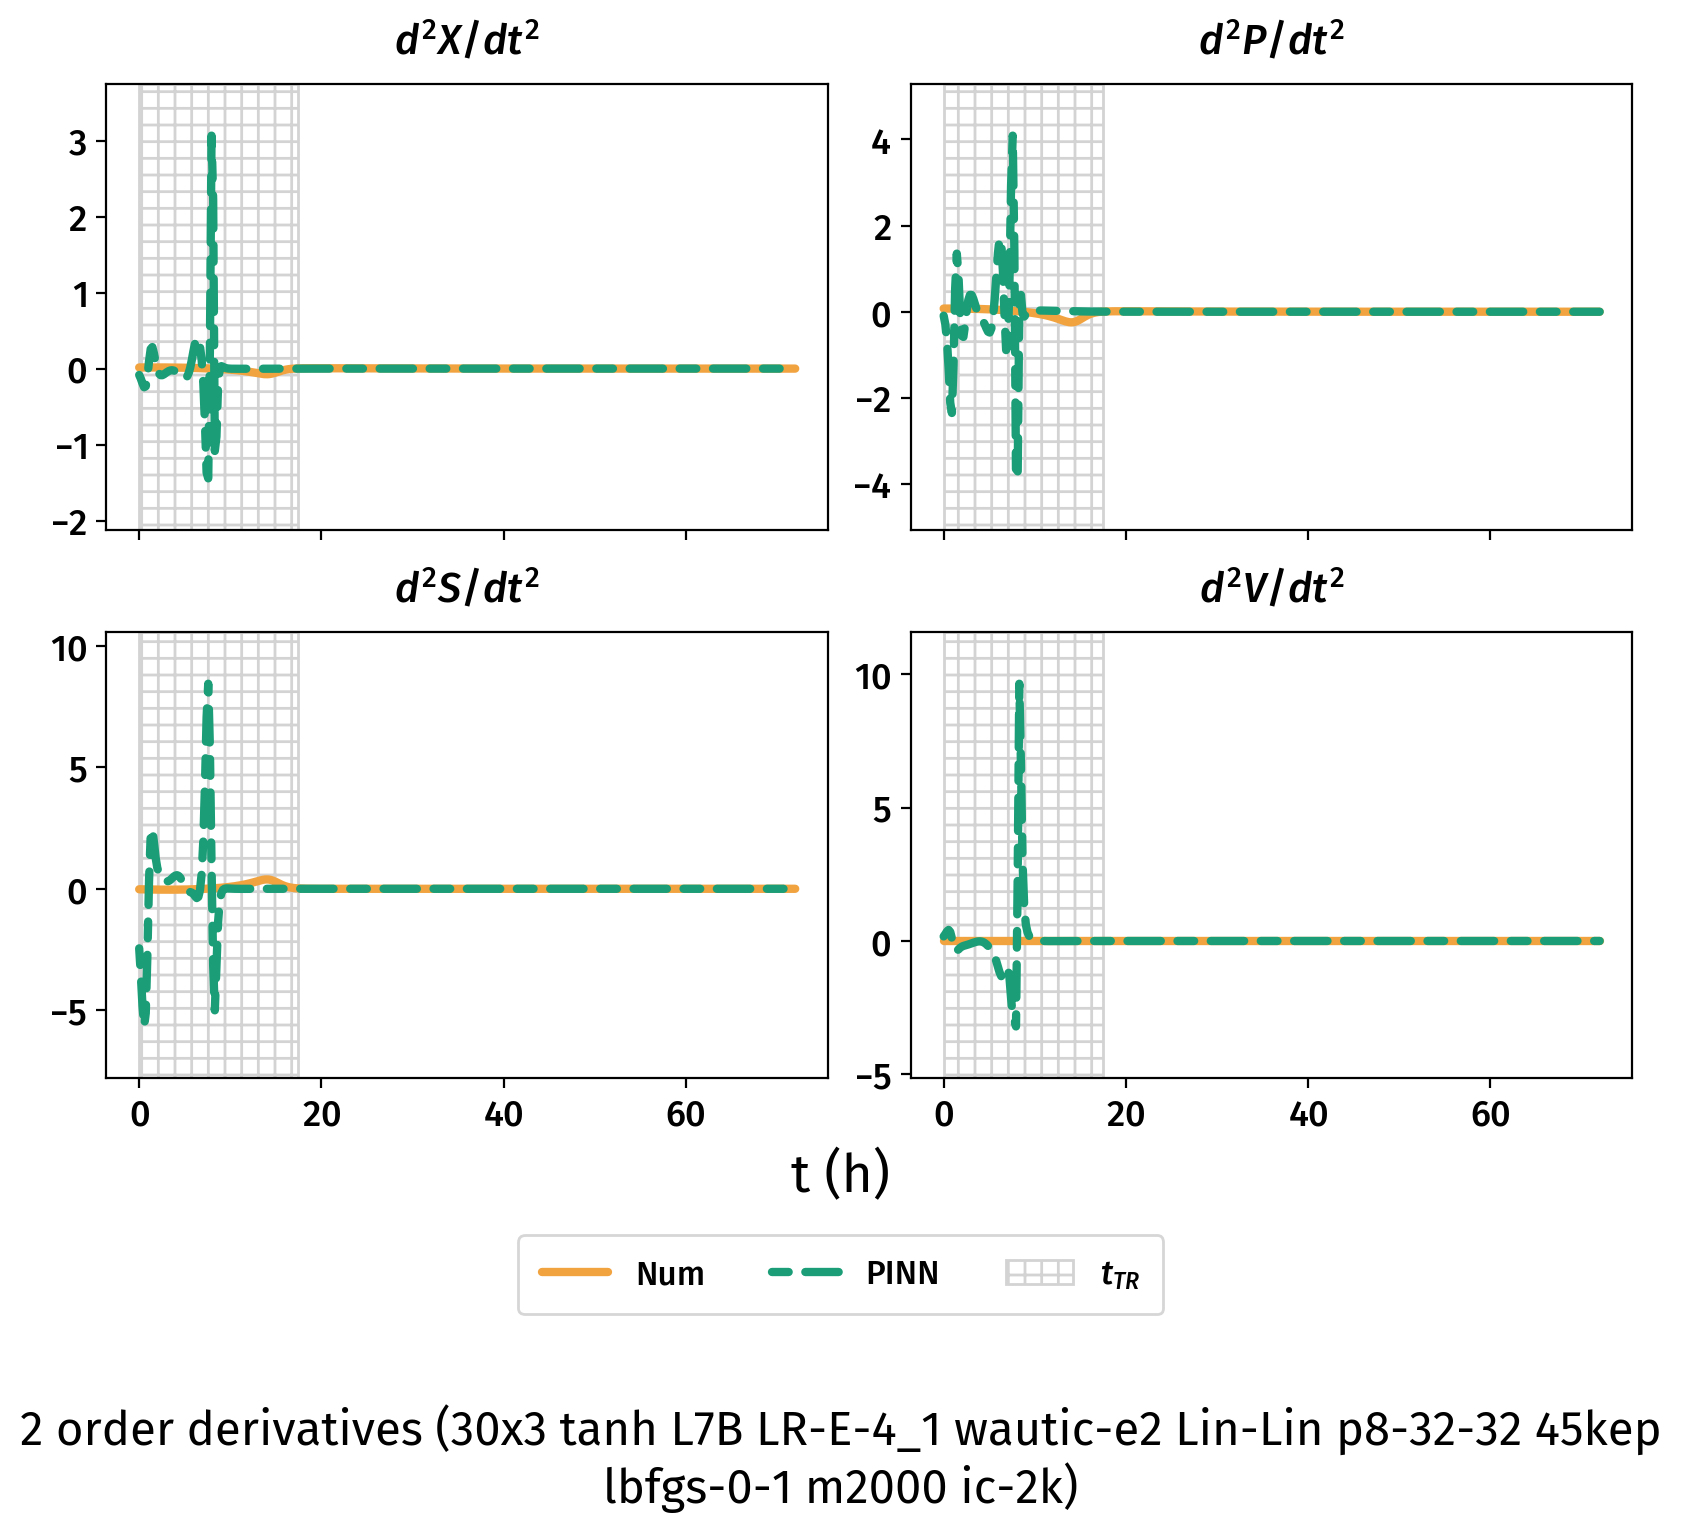 d²X/dt²
d²P/dt²
3
2
1
0
−1
−2
4
2
0
−2
−4
d²S/dt²
d²V/dt²
10
5
0
−5
10
5
0
−5
0 20 40 60
0 20 40 60
t (h)
Num PINN t_TR
2 order derivatives (30x3 tanh L7B LR-E-4_1 wautic-e2 Lin-Lin p8-32-32 45kep
lbfgs-0-1 m2000 ic-2k)